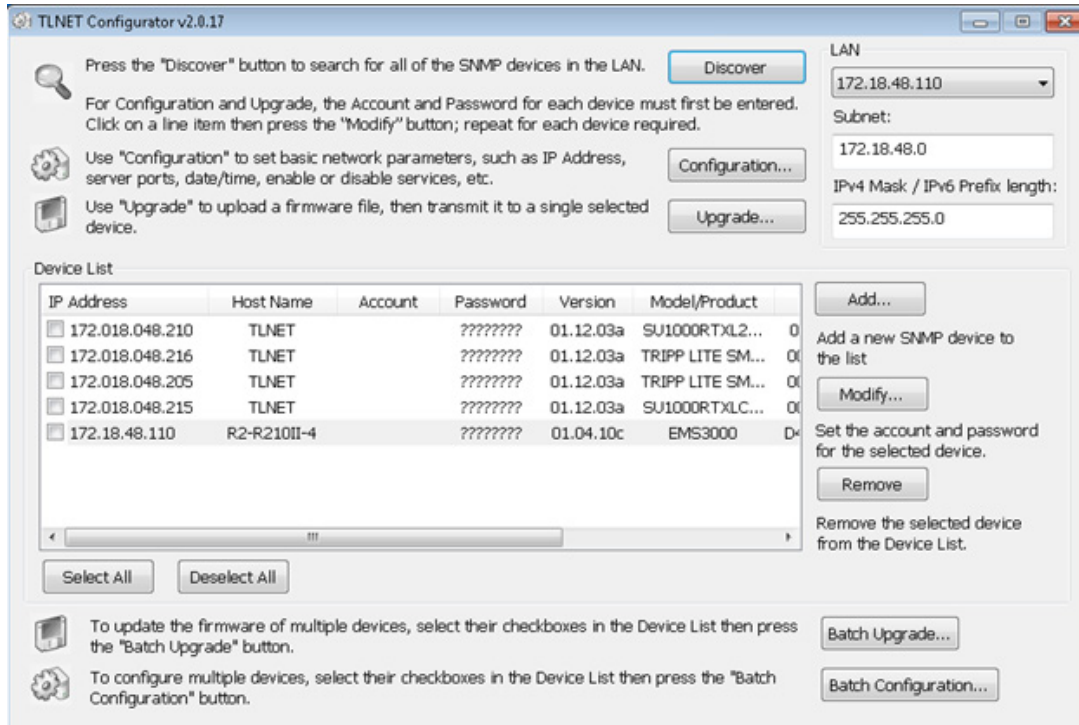 TLNET Configurator v2.0.17
Press the "Discover" button to search for all of the SNMP devices in the LAN.
Discover
For Configuration and Upgrade, the Account and Password for each device must first be entered.
Click on a line item then press the "Modify" button; repeat for each device required.
Use "Configuration" to set basic network parameters, such as IP Address,
server ports, date/time, enable or disable services, etc.
Configuration...
Use "Upgrade" to upload a firmware file, then transmit it to a single selected
device.
Upgrade...
LAN
172.18.48.110
Subnet:
172.18.48.0
IPv4 Mask / IPv6 Prefix length:
255.255.255.0
Device List
IP Address Host Name Account Password Version Model/Product
172.018.048.210 TLNET ???????? 01.12.03a SU1000RTXL2... 0
172.018.048.216 TLNET ???????? 01.12.03a TRIPP LITE SM... 00
172.018.048.205 TLNET ???????? 01.12.03a TRIPP LITE SM... 00
172.018.048.215 TLNET ???????? 01.12.03a SU1000RTXLC... 00
172.18.48.110 R2-R210II-4 ???????? 01.04.10c EMS3000 D4
Add...
Add a new SNMP device to
the list
Modify...
Set the account and password
for the selected device.
Remove
Remove the selected device
from the Device List.
Select All
Deselect All
To update the firmware of multiple devices, select their checkboxes in the Device List then press
the "Batch Upgrade" button.
Batch Upgrade...
To configure multiple devices, select their checkboxes in the Device List then press the "Batch
Configuration" button.
Batch Configuration...